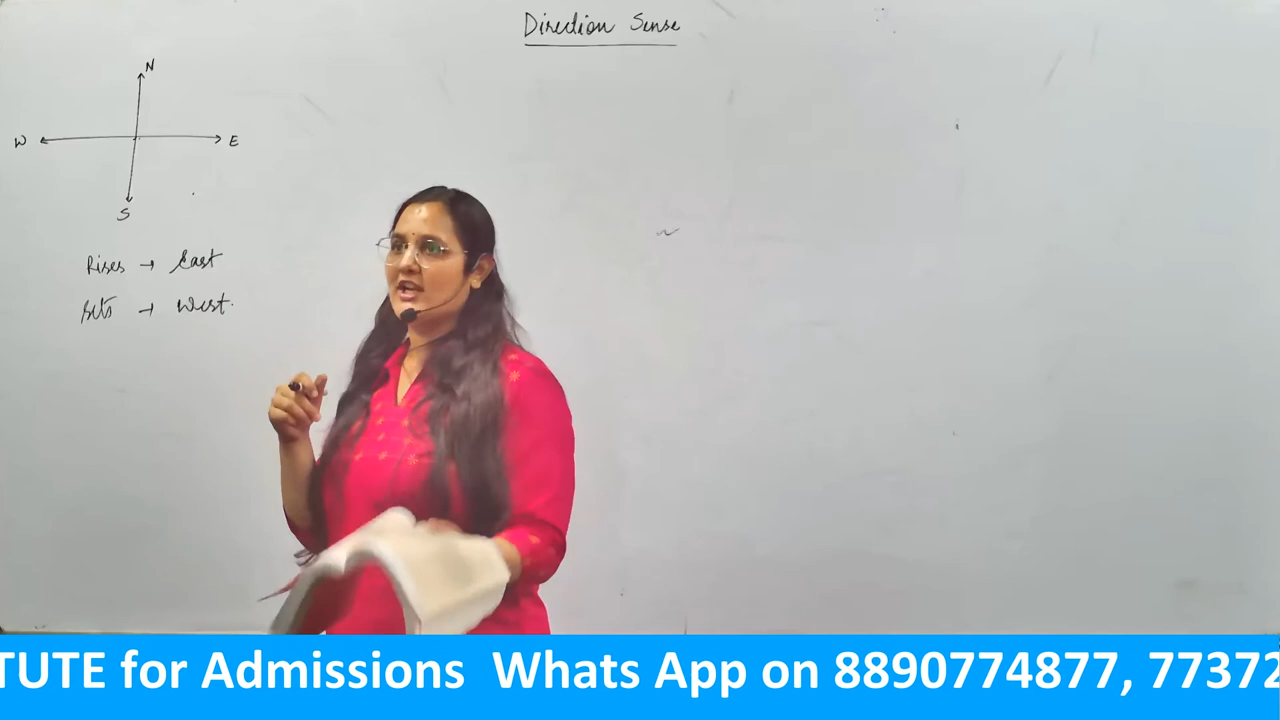 Direction Sense
N
W
E
S
Rises → East
Sets → West.
TUTE for Admissions Whats App on 8890774877, 77372